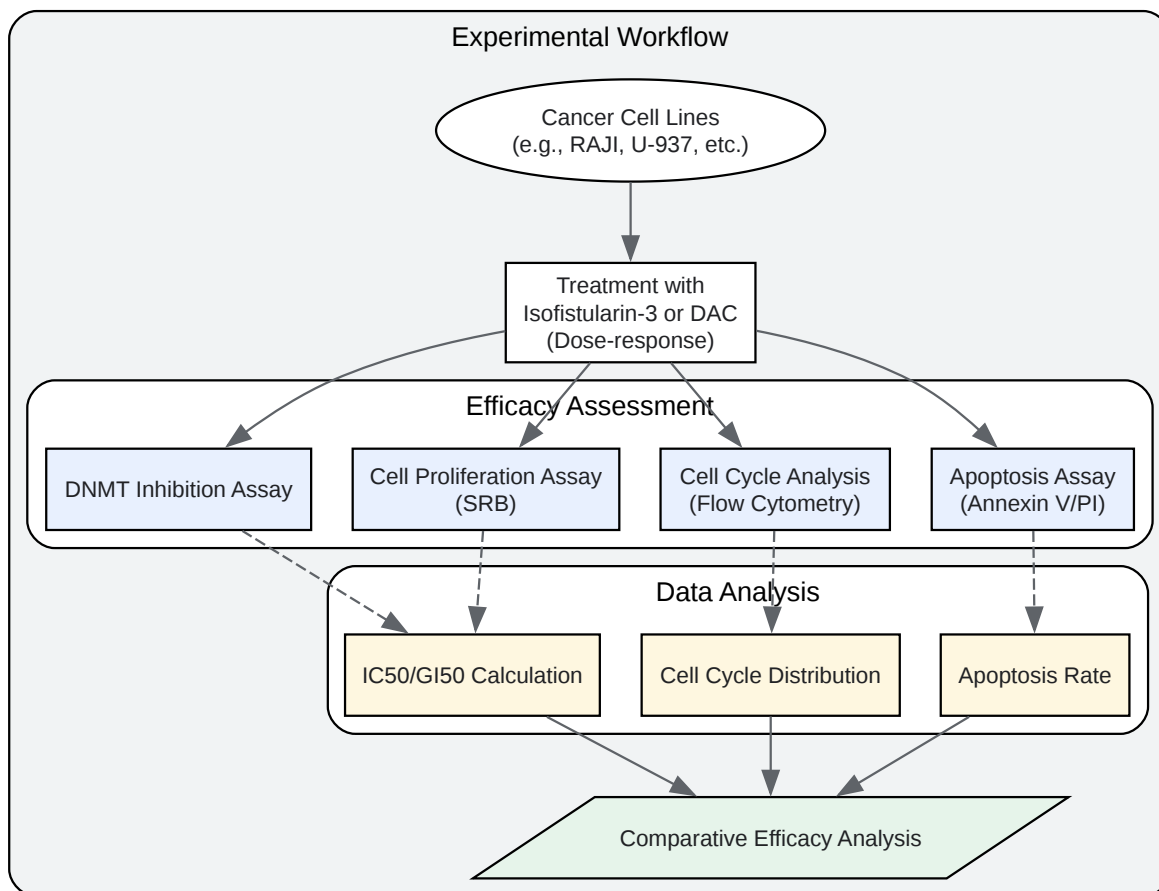 Experimental Workflow
Cancer Cell Lines
(e.g., RAJI, U-937, etc.)
Treatment with
Isofistularin-3 or DAC
(Dose-response)
Efficacy Assessment
DNMT Inhibition Assay
Cell Proliferation Assay
(SRB)
Cell Cycle Analysis
(Flow Cytometry)
Apoptosis Assay
(Annexin V/PI)
Data Analysis
IC50/GI50 Calculation
Cell Cycle Distribution
Apoptosis Rate
Comparative Efficacy Analysis